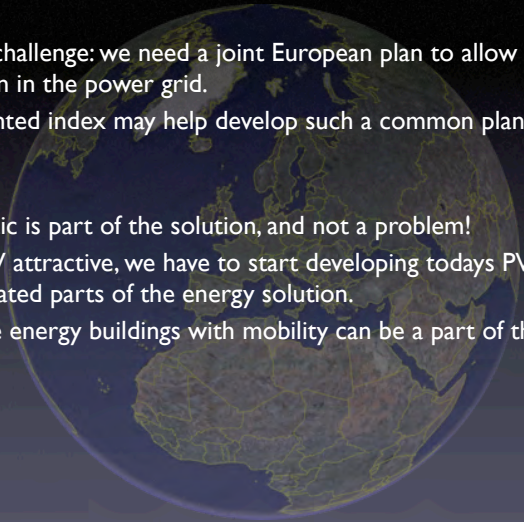 challenge: we need a joint European plan to allow
n in the power grid.
nted index may help develop such a common plan
ic is part of the solution, and not a problem!
/ attractive, we have to start developing todays PV
ated parts of the energy solution.
e energy buildings with mobility can be a part of th